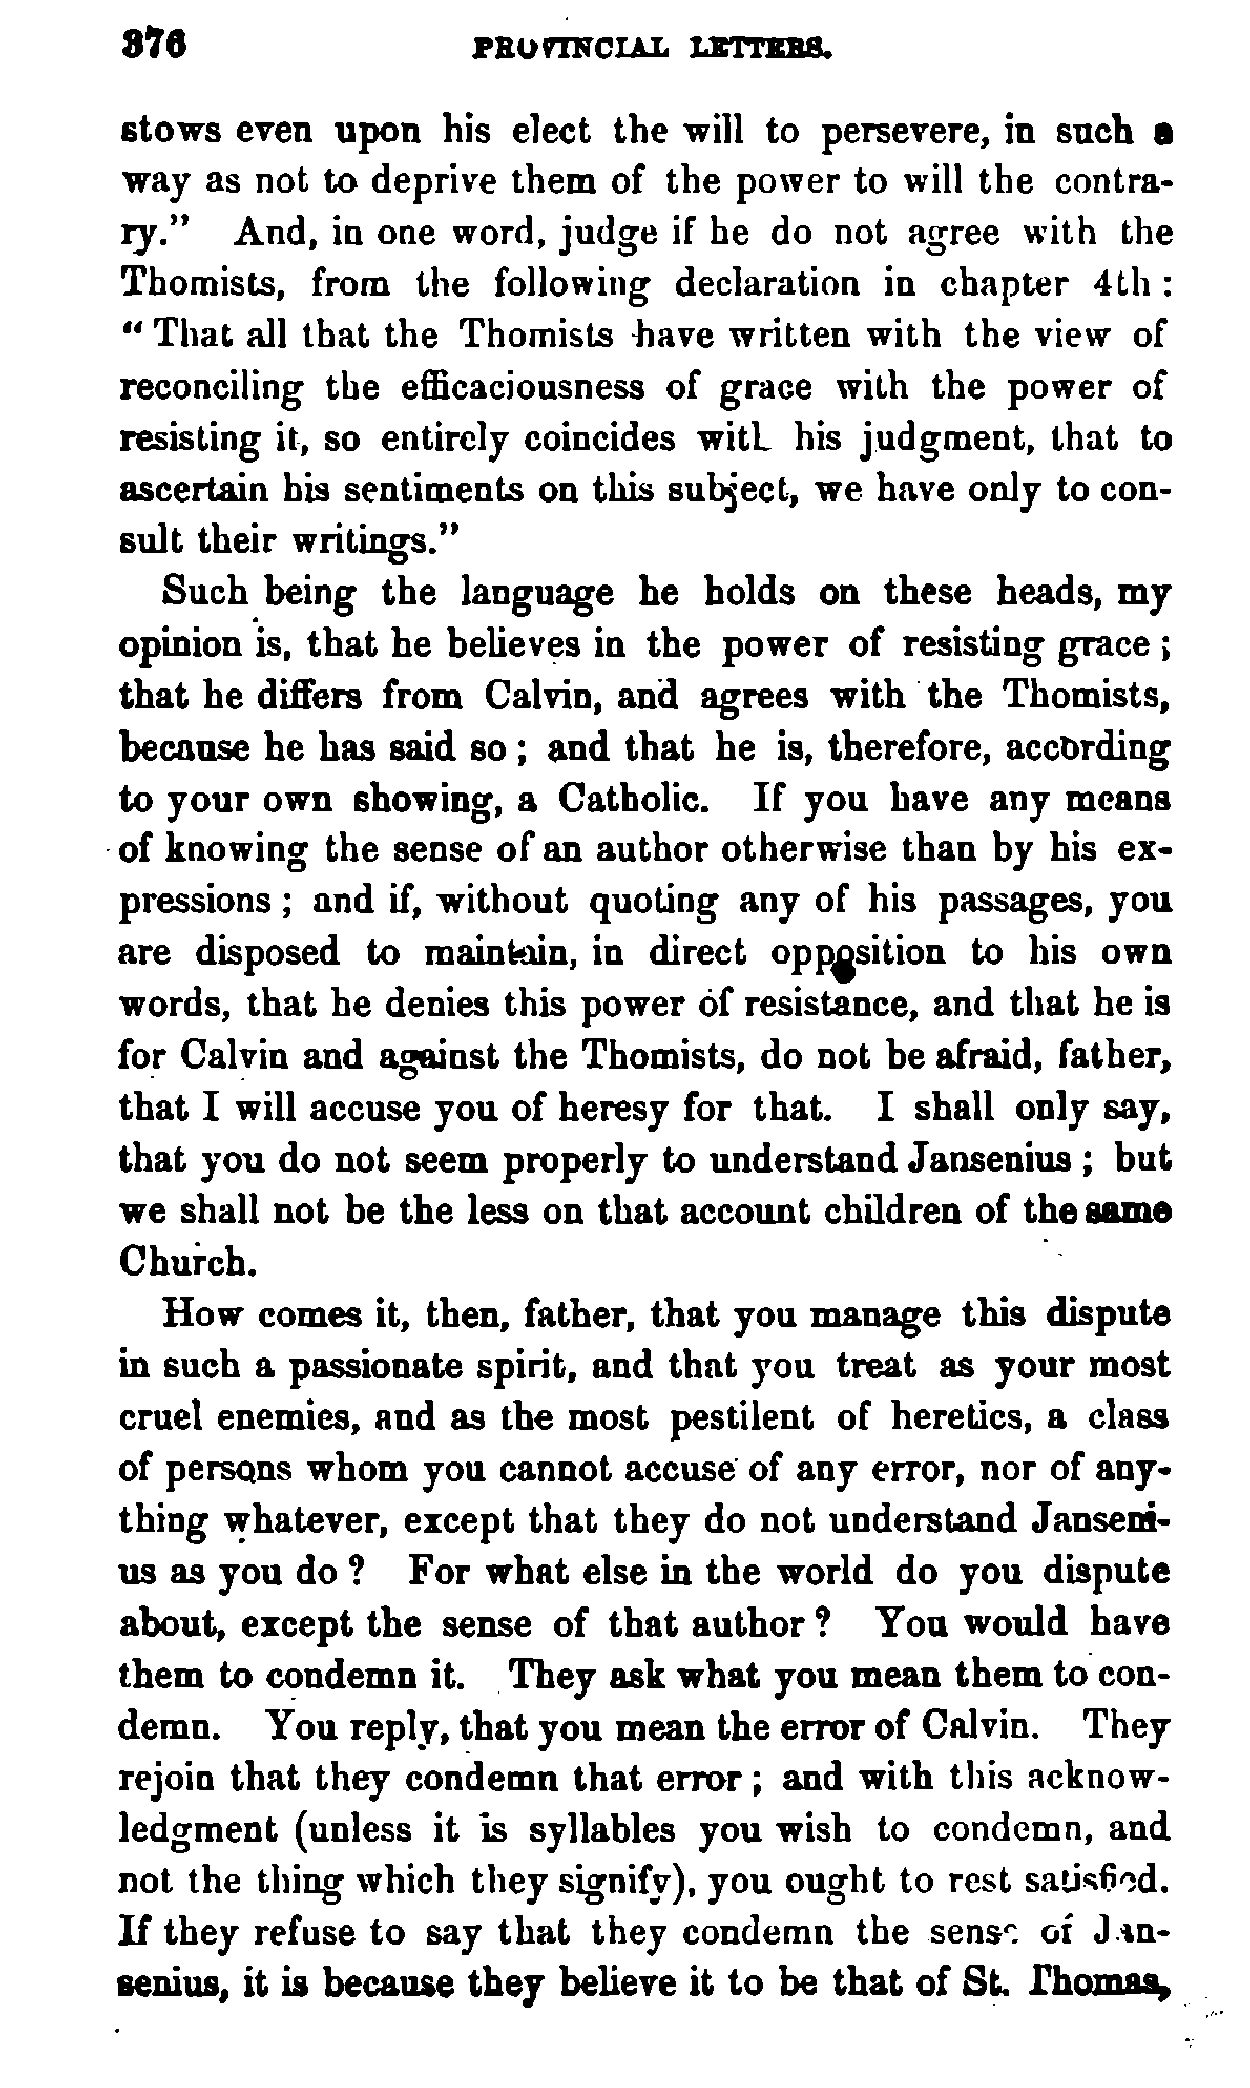 376 PROVINCIAL LETTERS.
stows even upon his elect the will to persevere, in such a
way as not to deprive them of the power to will the contra-
ry." And, in one word, judge if he do not agree with the
Thomists, from the following declaration in chapter 4th :
" That all that the Thomists have written with the view of
reconciling the efficaciousness of grace with the power of
resisting it, so entirely coincides with his judgment, that to
ascertain his sentiments on this subject, we have only to con-
sult their writings."
Such being the language he holds on these heads, my
opinion is, that he believes in the power of resisting grace ;
that he differs from Calvin, and agrees with the Thomists,
because he has said so ; and that he is, therefore, according
to your own showing, a Catholic. If you have any means
of knowing the sense of an author otherwise than by his ex-
pressions ; and if, without quoting any of his passages, you
are disposed to maintain, in direct opposition to his own
words, that he denies this power of resistance, and that he is
for Calvin and against the Thomists, do not be afraid, father,
that I will accuse you of heresy for that. I shall only say,
that you do not seem properly to understand Jansenius ; but
we shall not be the less on that account children of the same
Church.
How comes it, then, father, that you manage this dispute
in such a passionate spirit, and that you treat as your most
cruel enemies, and as the most pestilent of heretics, a class
of persons whom you cannot accuse of any error, nor of any-
thing whatever, except that they do not understand Janseni-
us as you do ? For what else in the world do you dispute
about, except the sense of that author ? You would have
them to condemn it. They ask what you mean them to con-
demn. You reply, that you mean the error of Calvin. They
rejoin that they condemn that error ; and with this acknow-
ledgment (unless it is syllables you wish to condemn, and
not the thing which they signify), you ought to rest satisfied.
If they refuse to say that they condemn the sense of Jan-
senius, it is because they believe it to be that of St. Thomas,